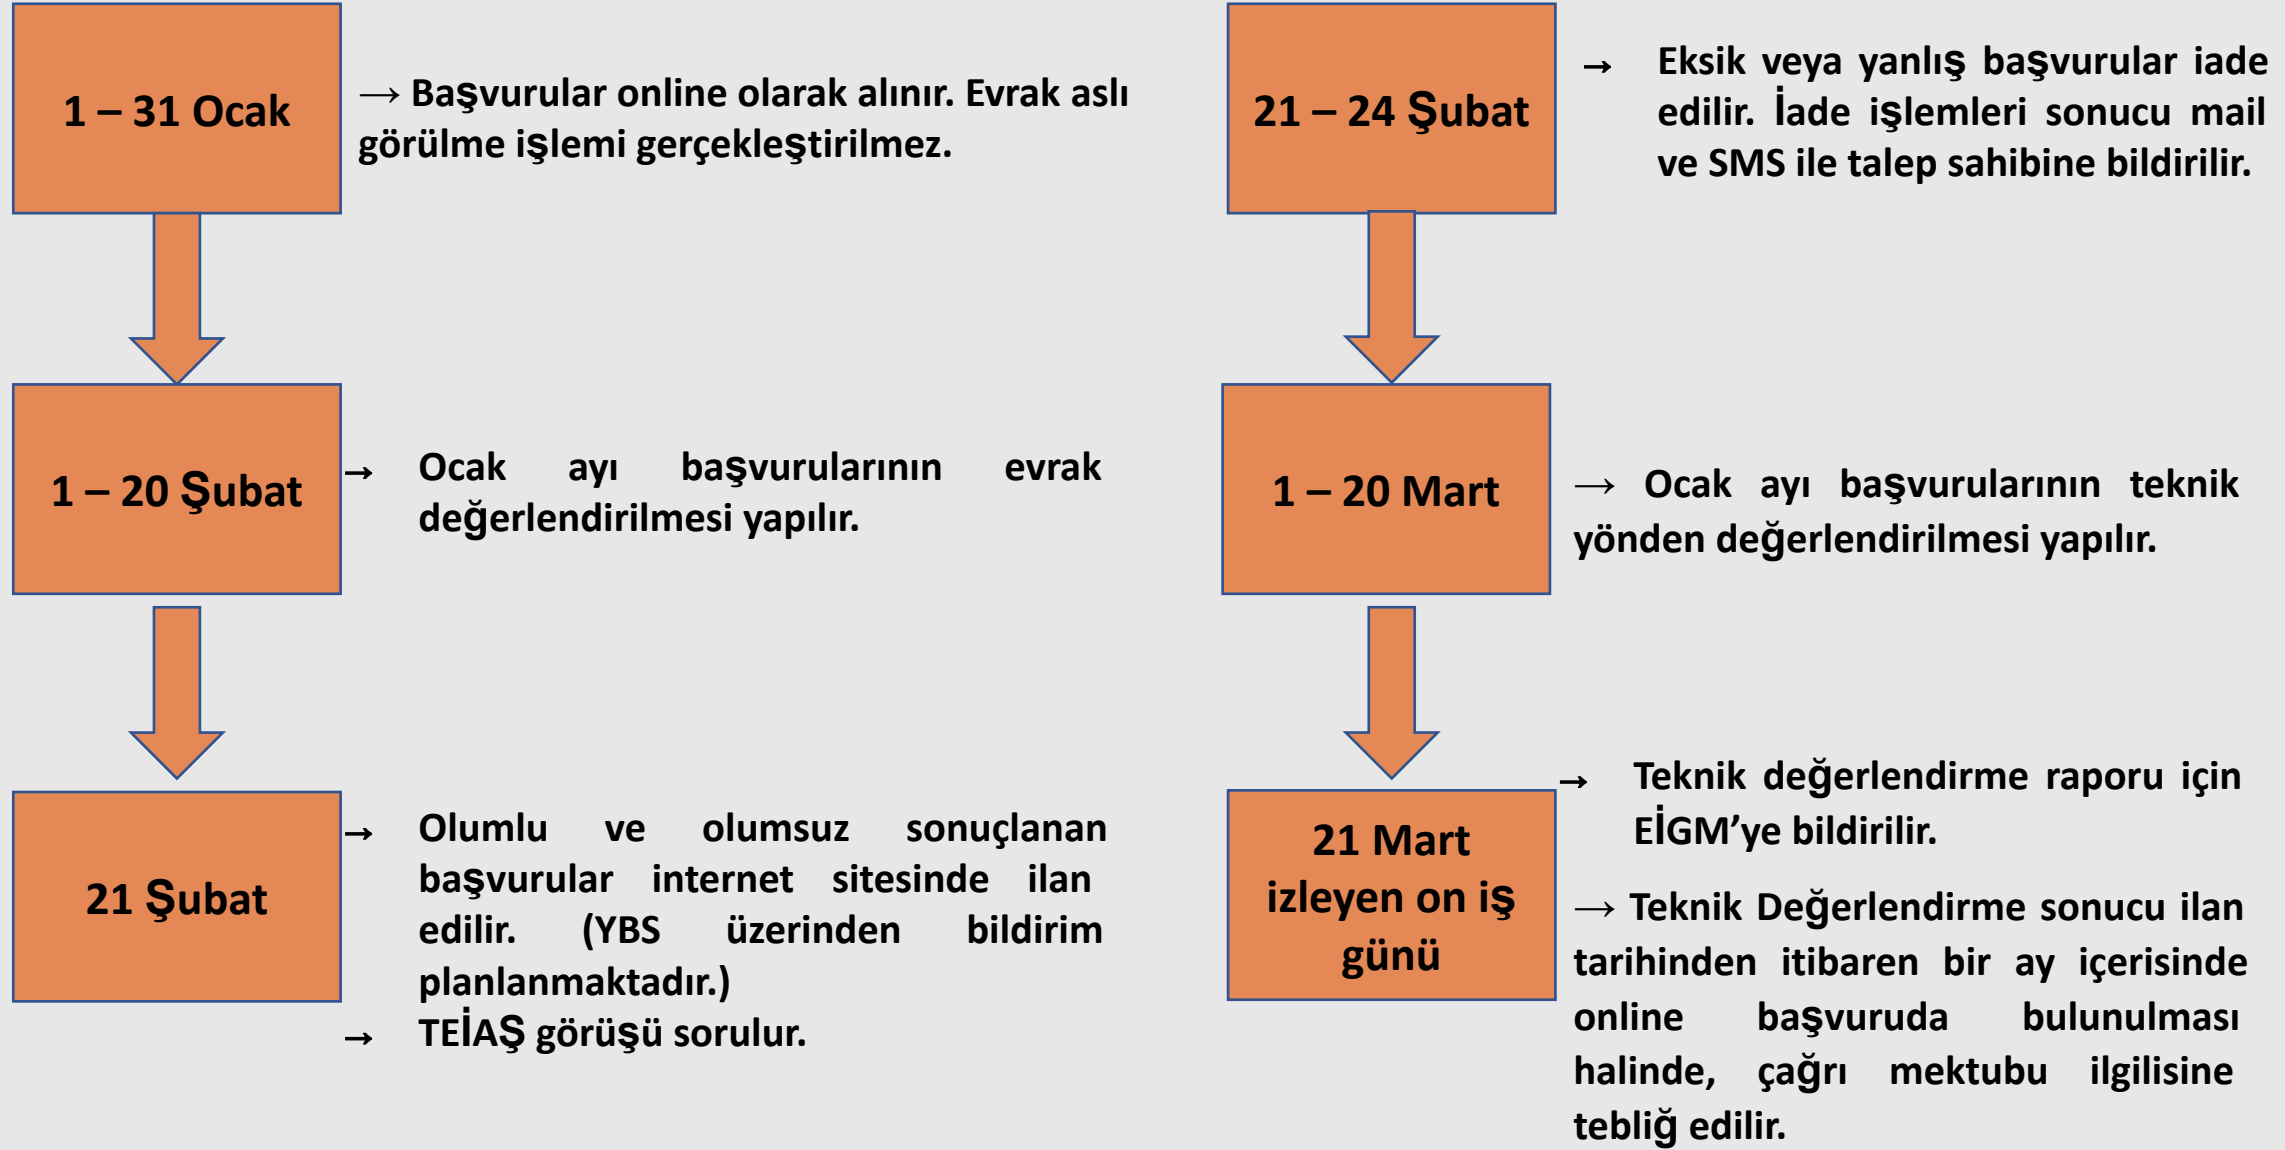 1 – 31 Ocak
→ Başvurular online olarak alınır. Evrak aslı
görülme işlemi gerçekleştirilmez.
1 – 20 Şubat
→ Ocak ayı başvurularının evrak
değerlendirilmesi yapılır.
21 Şubat
→ Olumlu ve olumsuz sonuçlanan
başvurular internet sitesinde ilan
edilir. (YBS üzerinden bildirim
planlanmaktadır.)
→ TEİAŞ görüşü sorulur.
21 – 24 Şubat
→ Eksik veya yanlış başvurular iade
edilir. İade işlemleri sonucu mail
ve SMS ile talep sahibine bildirilir.
1 – 20 Mart
→ Ocak ayı başvurularının teknik
yönden değerlendirilmesi yapılır.
21 Mart
izleyen on iş
günü
→ Teknik değerlendirme raporu için
EİGM’ye bildirilir.
→ Teknik Değerlendirme sonucu ilan
tarihinden itibaren bir ay içerisinde
online başvuruda bulunulması
halinde, çağrı mektubu ilgilisine
tebliğ edilir.